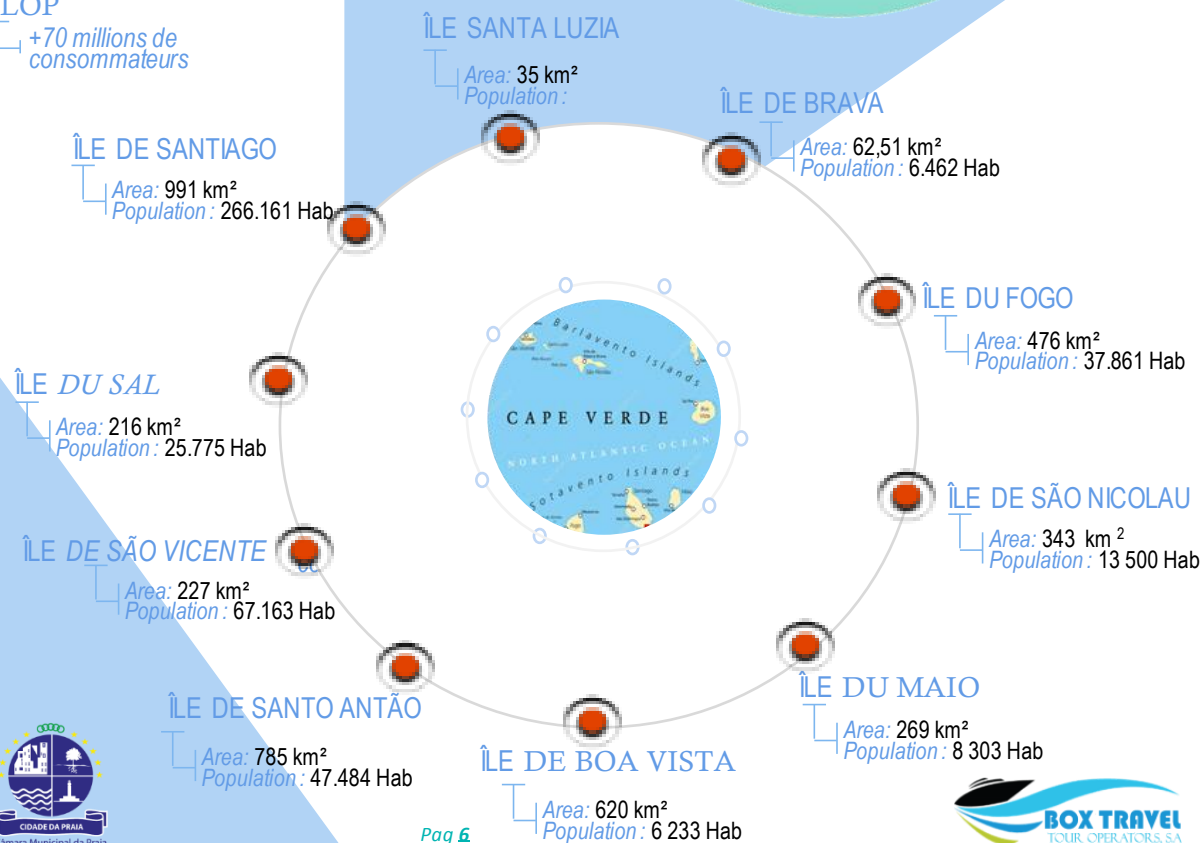 LOP
+70 millions de
consommateurs
ÎLE SANTA LUZIA
Area: 35 km²
Population :
ÎLE DE BRAVA
Area: 62,51 km²
Population : 6.462 Hab
ÎLE DE SANTIAGO
Area: 991 km²
Population : 266.161 Hab
ÎLE DU FOGO
Area: 476 km²
Population : 37.861 Hab
ÎLE DU SAL
Area: 216 km²
Population : 25.775 Hab
Barlavento Islands
CAPE VERDE
NORTH ATLANTIC OCEAN
Sotavento Islands
ÎLE DE SÃO NICOLAU
Area: 343 km ²
Population : 13 500 Hab
ÎLE DE SÃO VICENTE
Area: 227 km²
Population : 67.163 Hab
ÎLE DU MAIO
Area: 269 km²
Population : 8 303 Hab
ÎLE DE SANTO ANTÃO
Area: 785 km²
Population : 47.484 Hab
ÎLE DE BOA VISTA
Area: 620 km²
Population : 6 233 Hab
CIDADE DA PRAIA
Câmara Municipal da Praia
Pag 6
BOX TRAVEL
TOUR OPERATORS, SA